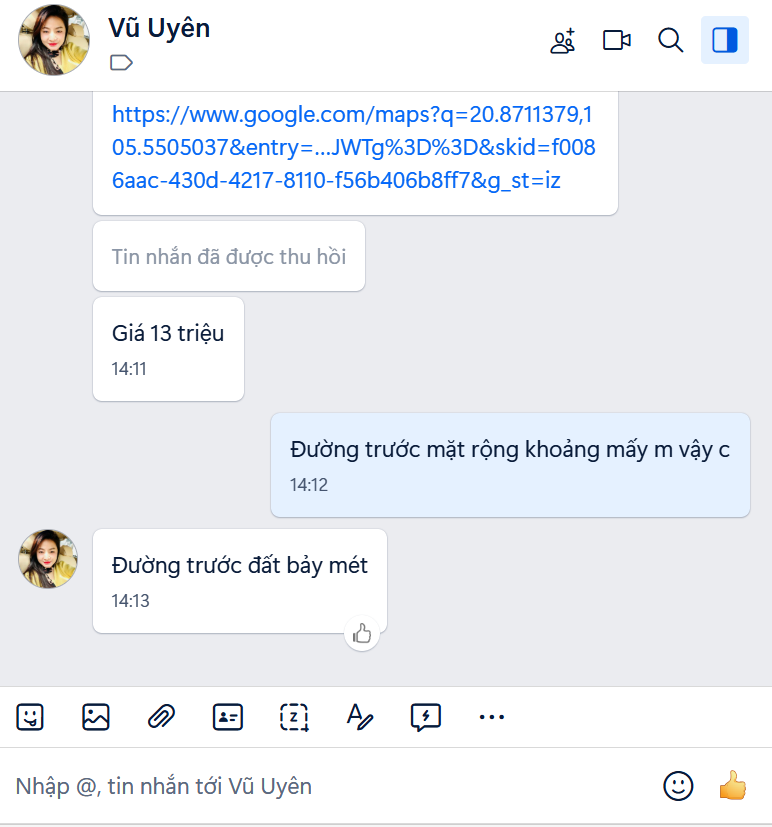 Vũ Uyên
https://www.google.com/maps?q=20.8711379,1
05.5505037&entry=...JWTg%3D%3D&skid=f008
6aac-430d-4217-8110-f56b406b8ff7&g_st=iz
Tin nhắn đã được thu hồi
Giá 13 triệu
14:11
Đường trước mặt rộng khoảng mấy m vậy c
14:12
Đường trước đất bảy mét
14:13
Nhập @, tin nhắn tới Vũ Uyên